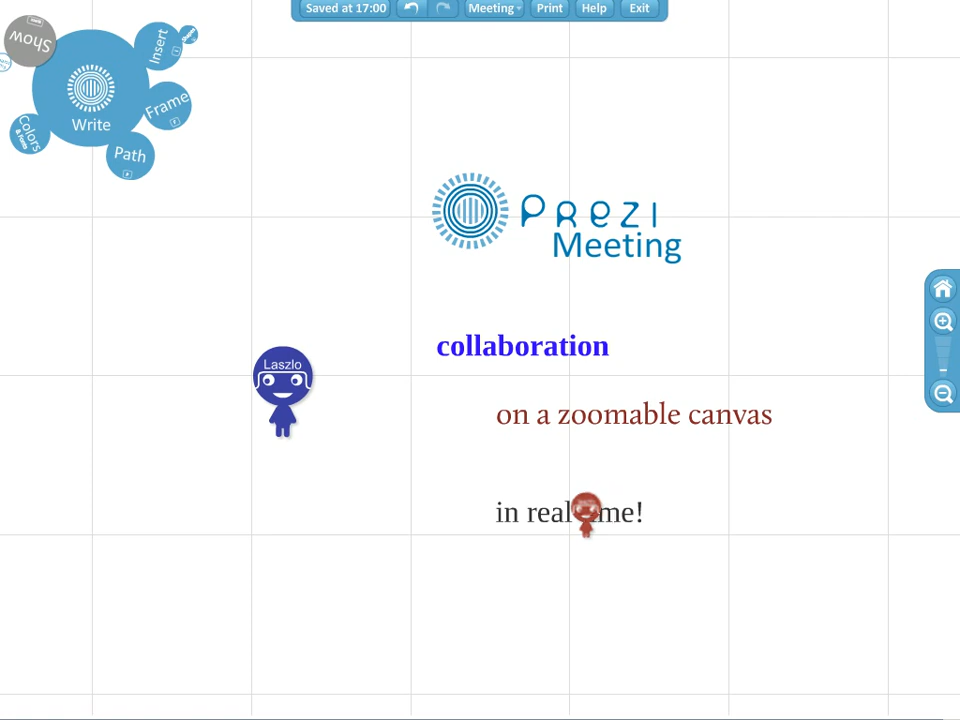 Saved at 17:00 Meeting Print Help Exit
Show
Insert
Frame
Write
Colors
& Fonts
Path
PREZI
Meeting
collaboration
Laszlo
on a zoomable canvas
in real me!